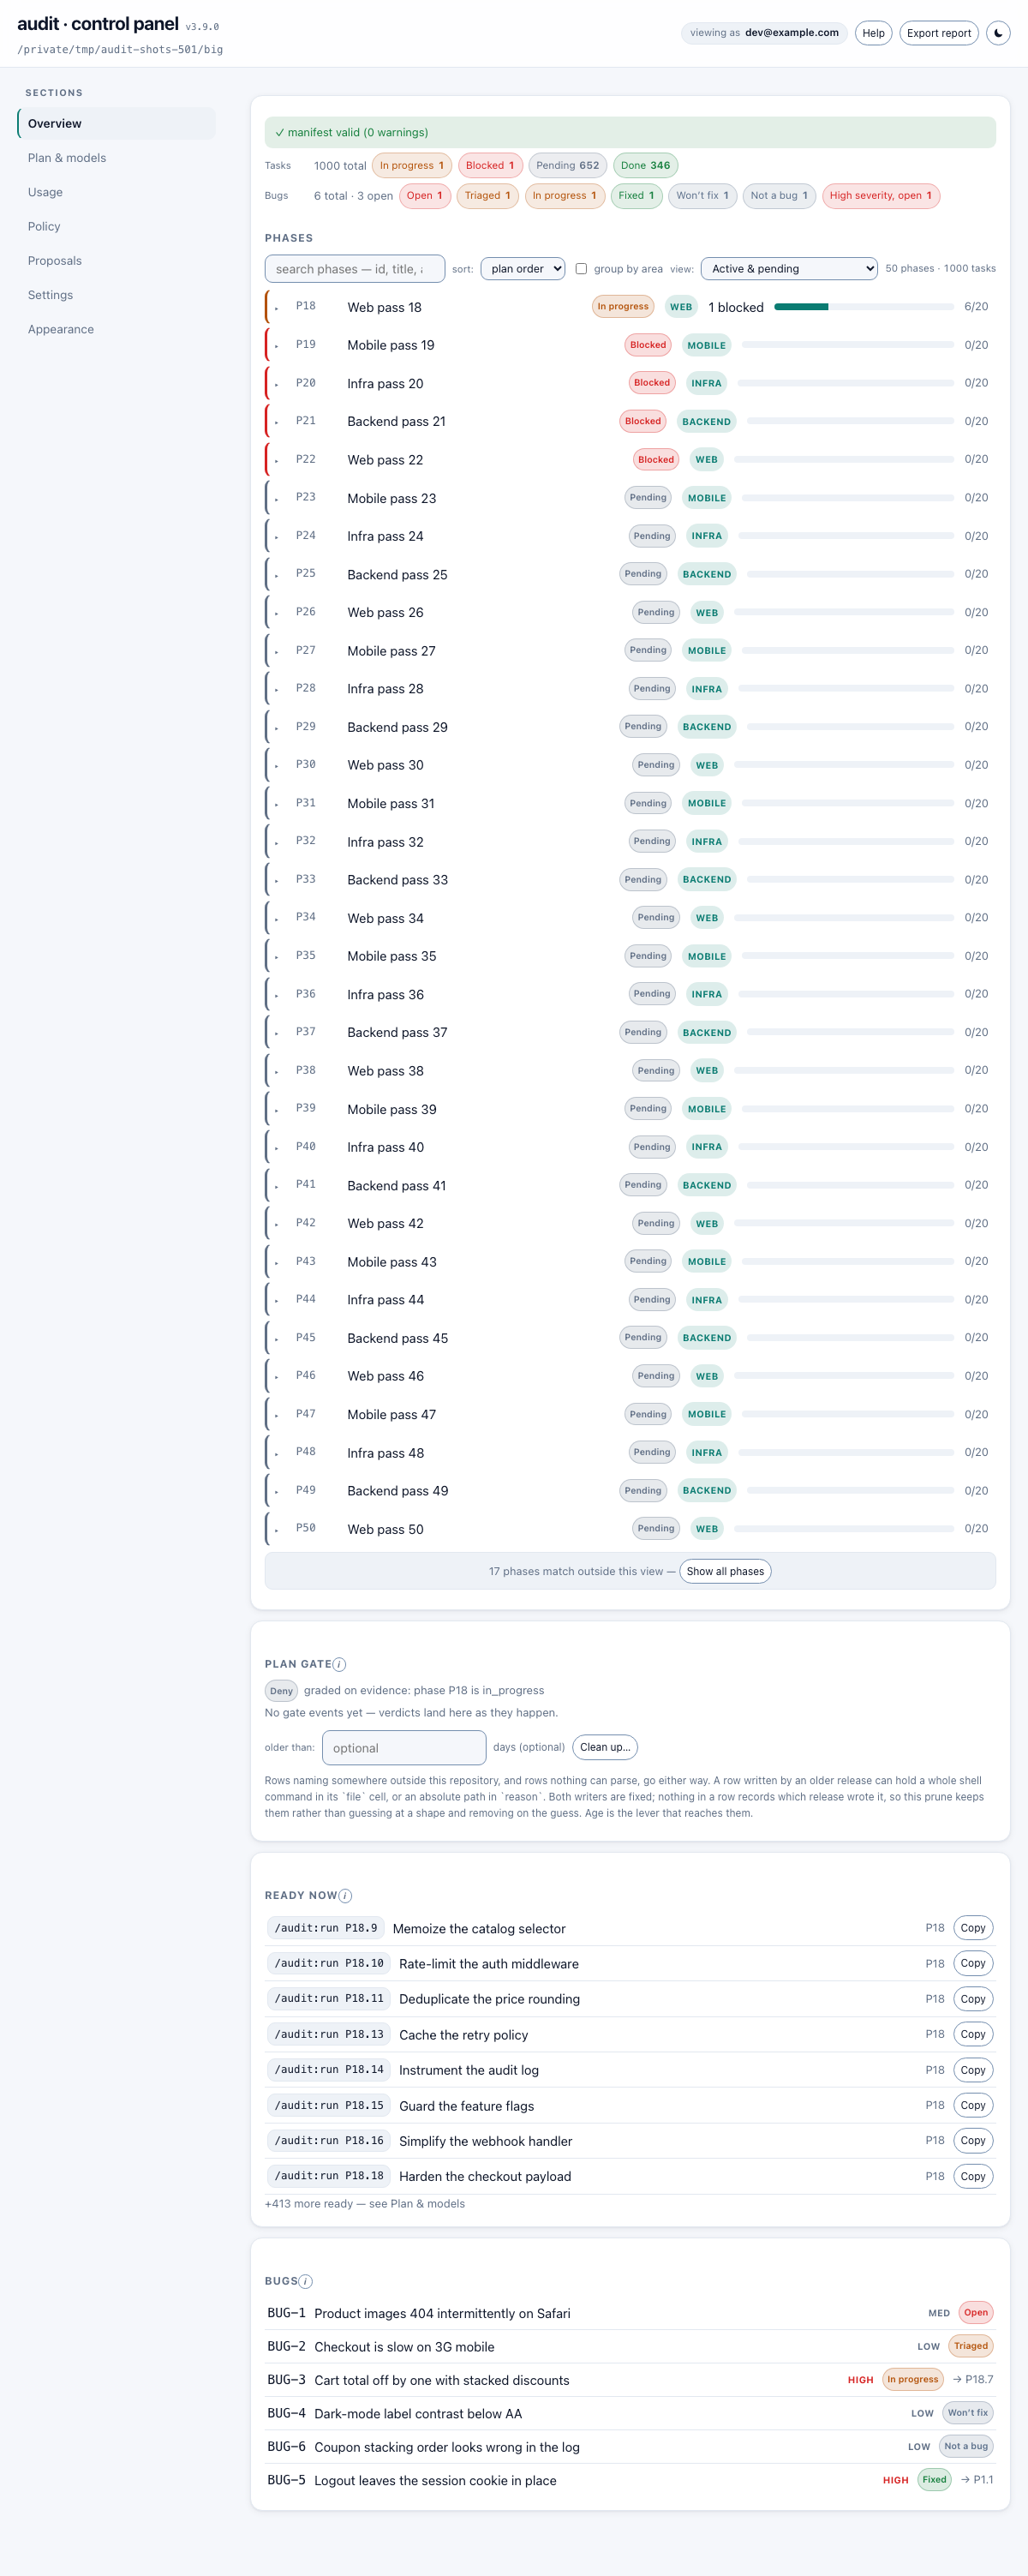 audit · control panel v3.9.0
/private/tmp/audit-shots-501/big
viewing as dev@example.com Help Export report
SECTIONS
Overview
Plan & models
Usage
Policy
Proposals
Settings
Appearance
✓ manifest valid (0 warnings)
Tasks 1000 total In progress 1 Blocked 1 Pending 652 Done 346
Bugs 6 total · 3 open Open 1 Triaged 1 In progress 1 Fixed 1 Won't fix 1 Not a bug 1 High severity, open 1
PHASES
search phases — id, title, sort: plan order group by area view: Active & pending 50 phases · 1000 tasks
P18 Web pass 18 In progress WEB 1 blocked 6/20
P19 Mobile pass 19 Blocked MOBILE 0/20
P20 Infra pass 20 Blocked INFRA 0/20
P21 Backend pass 21 Blocked BACKEND 0/20
P22 Web pass 22 Blocked WEB 0/20
P23 Mobile pass 23 Pending MOBILE 0/20
P24 Infra pass 24 Pending INFRA 0/20
P25 Backend pass 25 Pending BACKEND 0/20
P26 Web pass 26 Pending WEB 0/20
P27 Mobile pass 27 Pending MOBILE 0/20
P28 Infra pass 28 Pending INFRA 0/20
P29 Backend pass 29 Pending BACKEND 0/20
P30 Web pass 30 Pending WEB 0/20
P31 Mobile pass 31 Pending MOBILE 0/20
P32 Infra pass 32 Pending INFRA 0/20
P33 Backend pass 33 Pending BACKEND 0/20
P34 Web pass 34 Pending WEB 0/20
P35 Mobile pass 35 Pending MOBILE 0/20
P36 Infra pass 36 Pending INFRA 0/20
P37 Backend pass 37 Pending BACKEND 0/20
P38 Web pass 38 Pending WEB 0/20
P39 Mobile pass 39 Pending MOBILE 0/20
P40 Infra pass 40 Pending INFRA 0/20
P41 Backend pass 41 Pending BACKEND 0/20
P42 Web pass 42 Pending WEB 0/20
P43 Mobile pass 43 Pending MOBILE 0/20
P44 Infra pass 44 Pending INFRA 0/20
P45 Backend pass 45 Pending BACKEND 0/20
P46 Web pass 46 Pending WEB 0/20
P47 Mobile pass 47 Pending MOBILE 0/20
P48 Infra pass 48 Pending INFRA 0/20
P49 Backend pass 49 Pending BACKEND 0/20
P50 Web pass 50 Pending WEB 0/20
17 phases match outside this view — Show all phases
PLAN GATE i
Deny graded on evidence: phase P18 is in_progress
No gate events yet — verdicts land here as they happen.
older than: optional days (optional) Clean up...
Rows naming somewhere outside this repository, and rows nothing can parse, go either way. A row written by an older release can hold a whole shell
command in its `file` cell, or an absolute path in `reason`. Both writers are fixed; nothing in a row records which release wrote it, so this prune keeps
them rather than guessing at a shape and removing on the guess. Age is the lever that reaches them.
READY NOW i
/audit:run P18.9 Memoize the catalog selector P18 Copy
/audit:run P18.10 Rate-limit the auth middleware P18 Copy
/audit:run P18.11 Deduplicate the price rounding P18 Copy
/audit:run P18.13 Cache the retry policy P18 Copy
/audit:run P18.14 Instrument the audit log P18 Copy
/audit:run P18.15 Guard the feature flags P18 Copy
/audit:run P18.16 Simplify the webhook handler P18 Copy
/audit:run P18.18 Harden the checkout payload P18 Copy
+413 more ready — see Plan & models
BUGS i
BUG-1 Product images 404 intermittently on Safari MED Open
BUG-2 Checkout is slow on 3G mobile LOW Triaged
BUG-3 Cart total off by one with stacked discounts HIGH In progress → P18.7
BUG-4 Dark-mode label contrast below AA LOW Won't fix
BUG-6 Coupon stacking order looks wrong in the log LOW Not a bug
BUG-5 Logout leaves the session cookie in place HIGH Fixed → P1.1